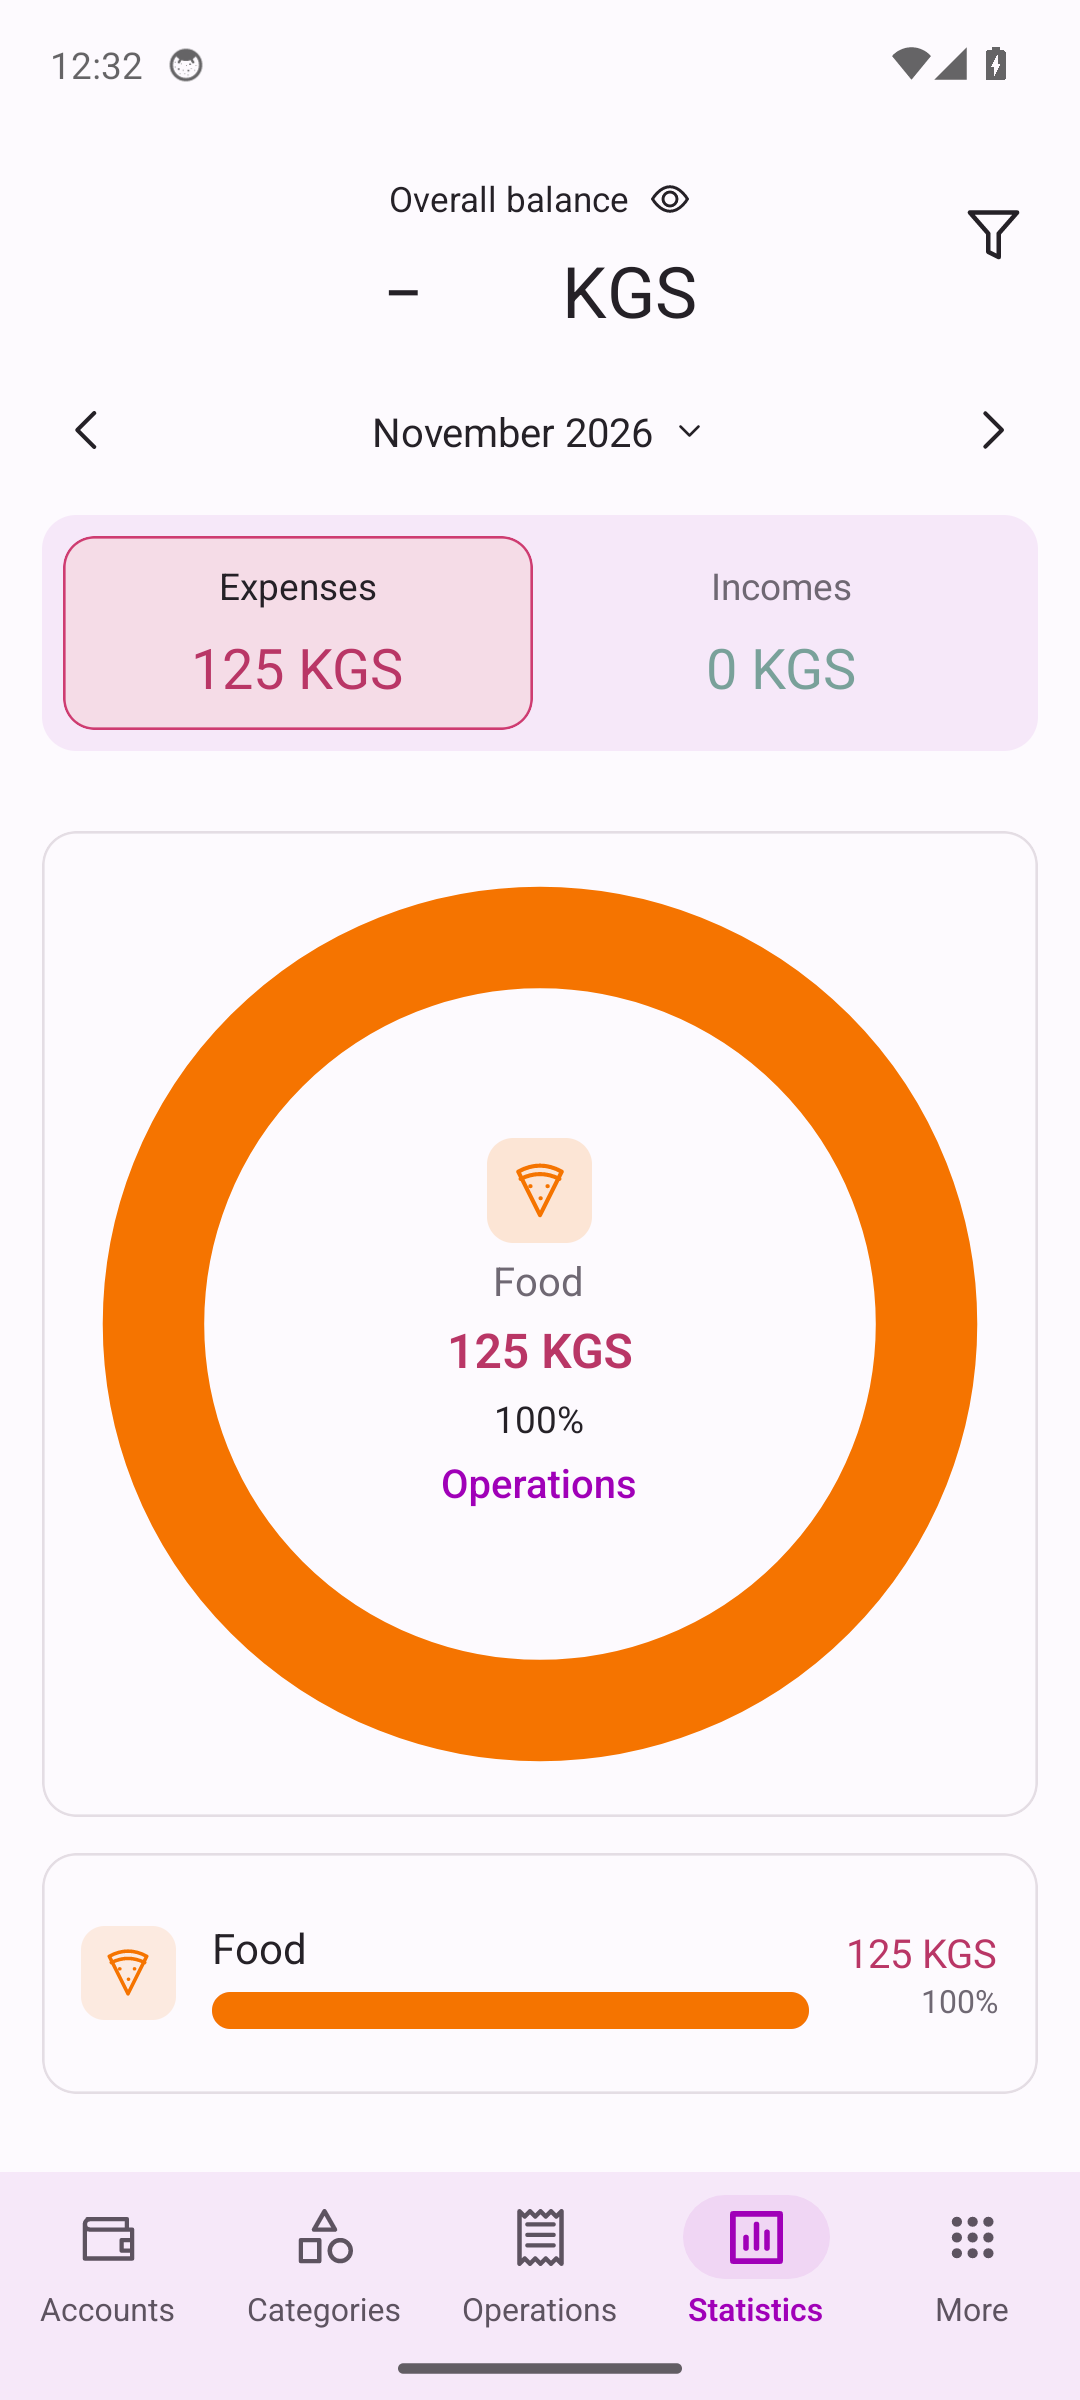 12:32
Overall balance
– KGS
November 2026
Expenses
125 KGS
Incomes
0 KGS
Food
125 KGS
100%
Operations
Food
125 KGS
100%
Accounts
Categories
Operations
Statistics
More